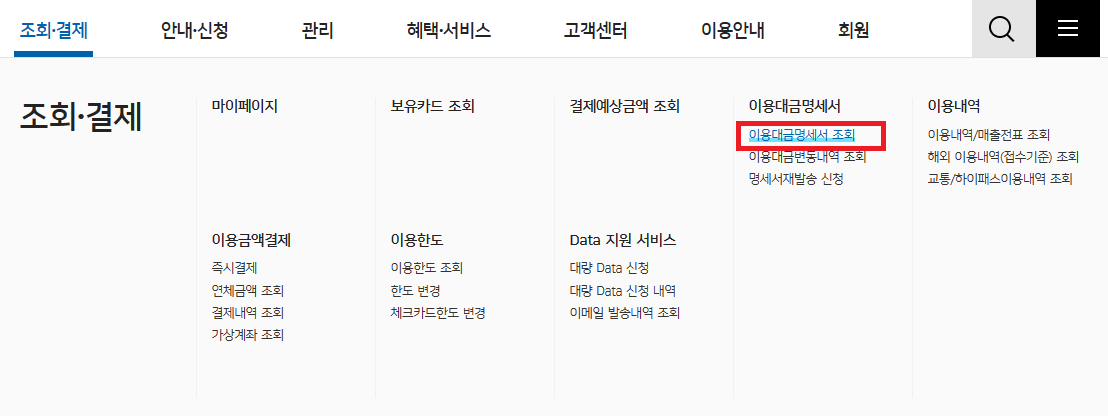 조회·결제 안내·신청 관리 혜택·서비스 고객센터 이용안내 회원
조회·결제
마이페이지
보유카드 조회
결제예상금액 조회
이용대금명세서
이용대금명세서 조회
이용대금변동내역 조회
명세서재발송 신청
이용내역
이용내역/매출전표 조회
해외 이용내역(접수기준) 조회
교통/하이패스이용내역 조회
이용금액결제
즉시결제
연체금액 조회
결제내역 조회
가상계좌 조회
이용한도
이용한도 조회
한도 변경
체크카드한도 변경
Data 지원 서비스
대량 Data 신청
대량 Data 신청 내역
이메일 발송내역 조회